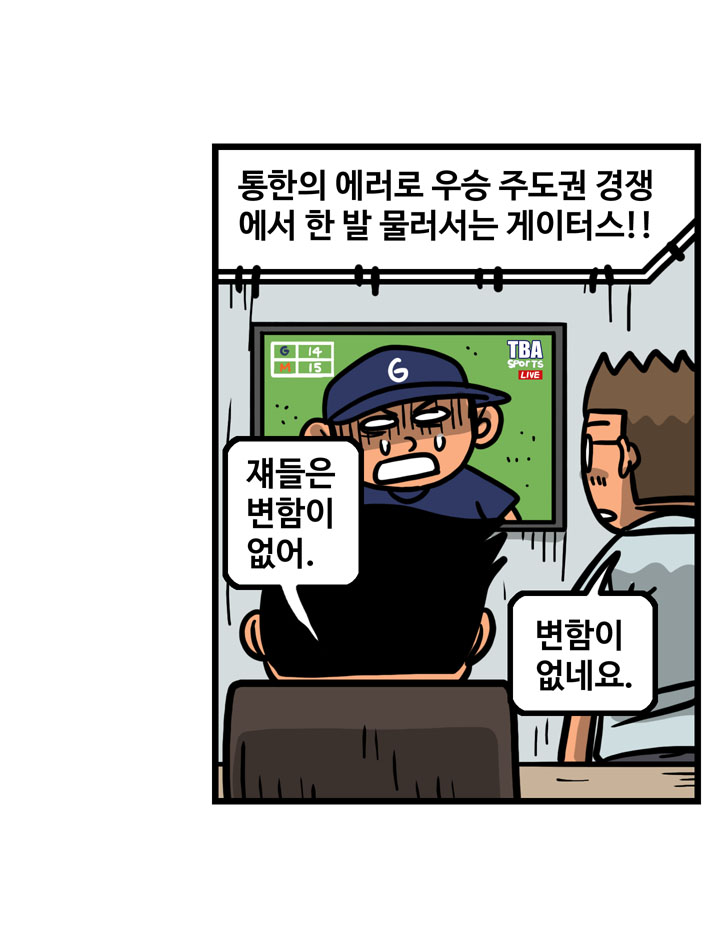 통한의 에러로 우승 주도권 경쟁
에서 한 발 물러서는 게이터스!!
G 14
M 15
G
TBA
SPORTS
LIVE
쟤들은
변함이
없어.
변함이
없네요.